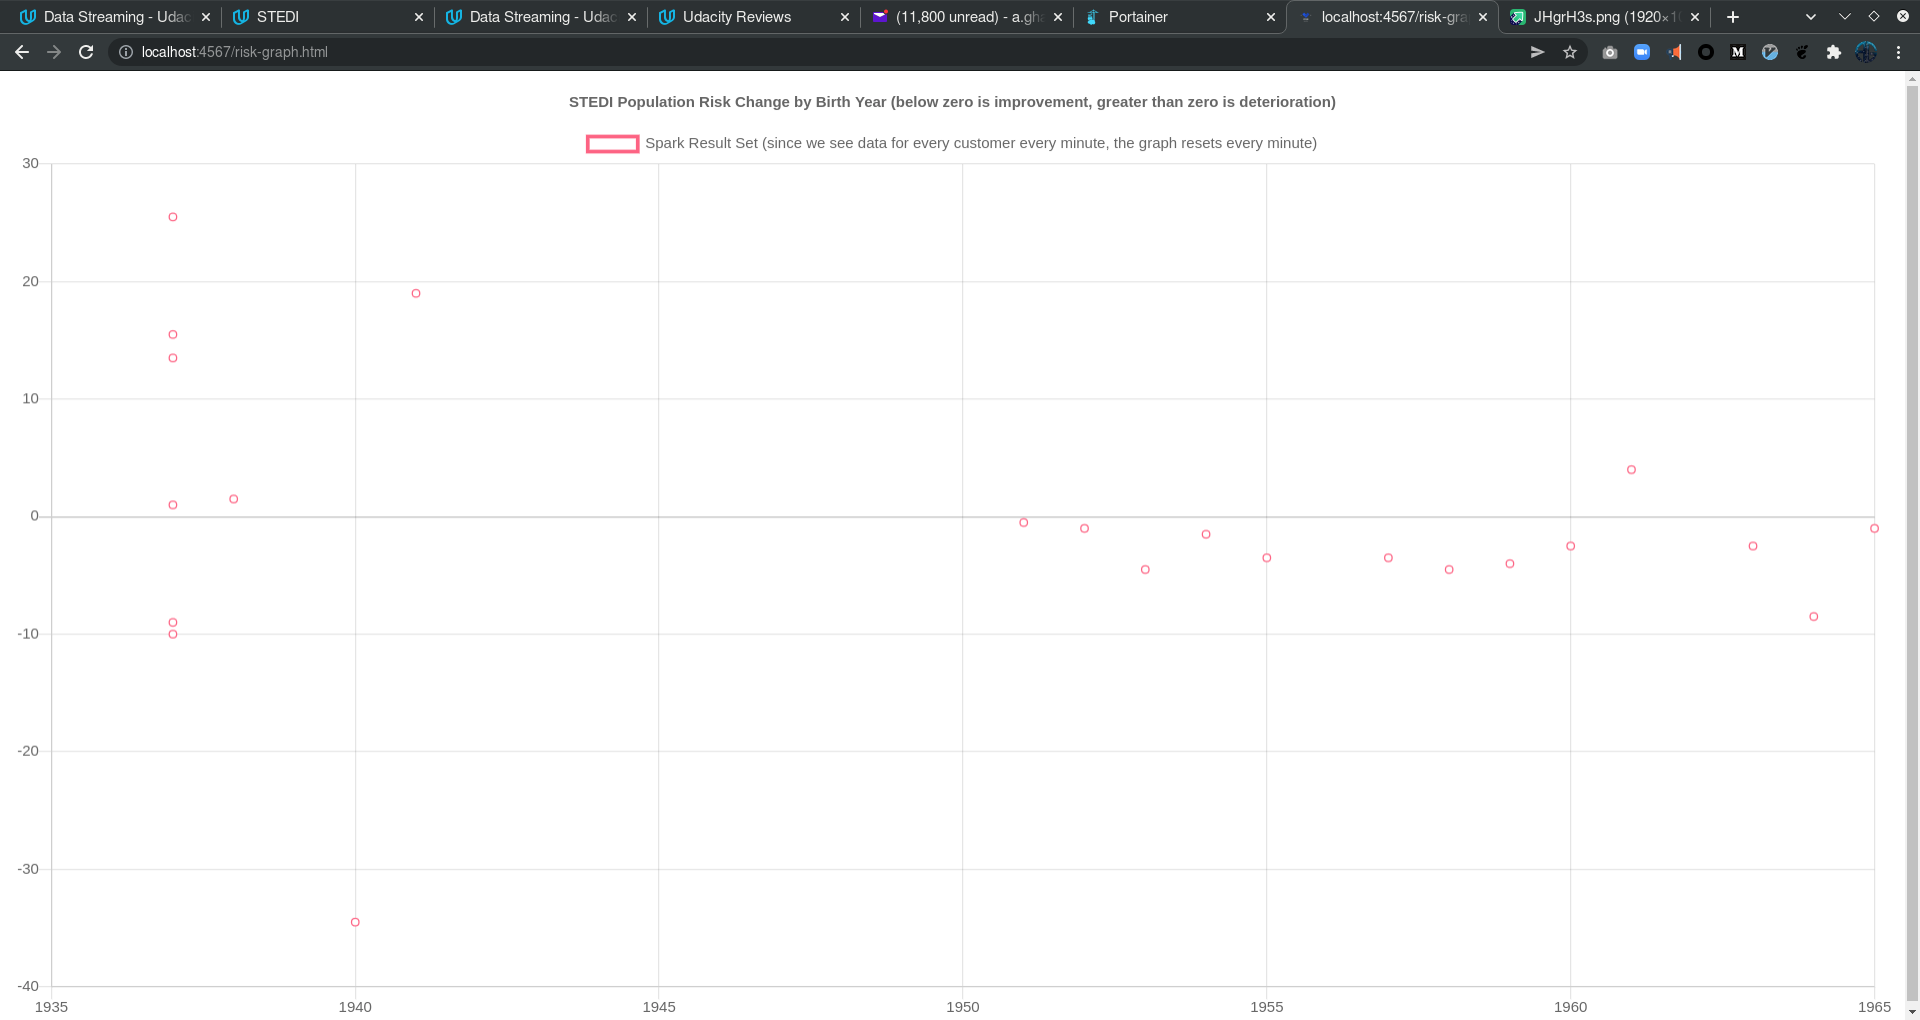 Data Streaming - Udac
STEDI
Data Streaming - Udac
Udacity Reviews
(11,800 unread) - a.gha
Portainer
localhost:4567/risk-gra
JHgrH3s.png (1920×1
localhost:4567/risk-graph.html
M
STEDI Population Risk Change by Birth Year (below zero is improvement, greater than zero is deterioration)
Spark Result Set (since we see data for every customer every minute, the graph resets every minute)
30
20
10
0
-10
-20
-30
-40
1935 1940 1945 1950 1955 1960 1965